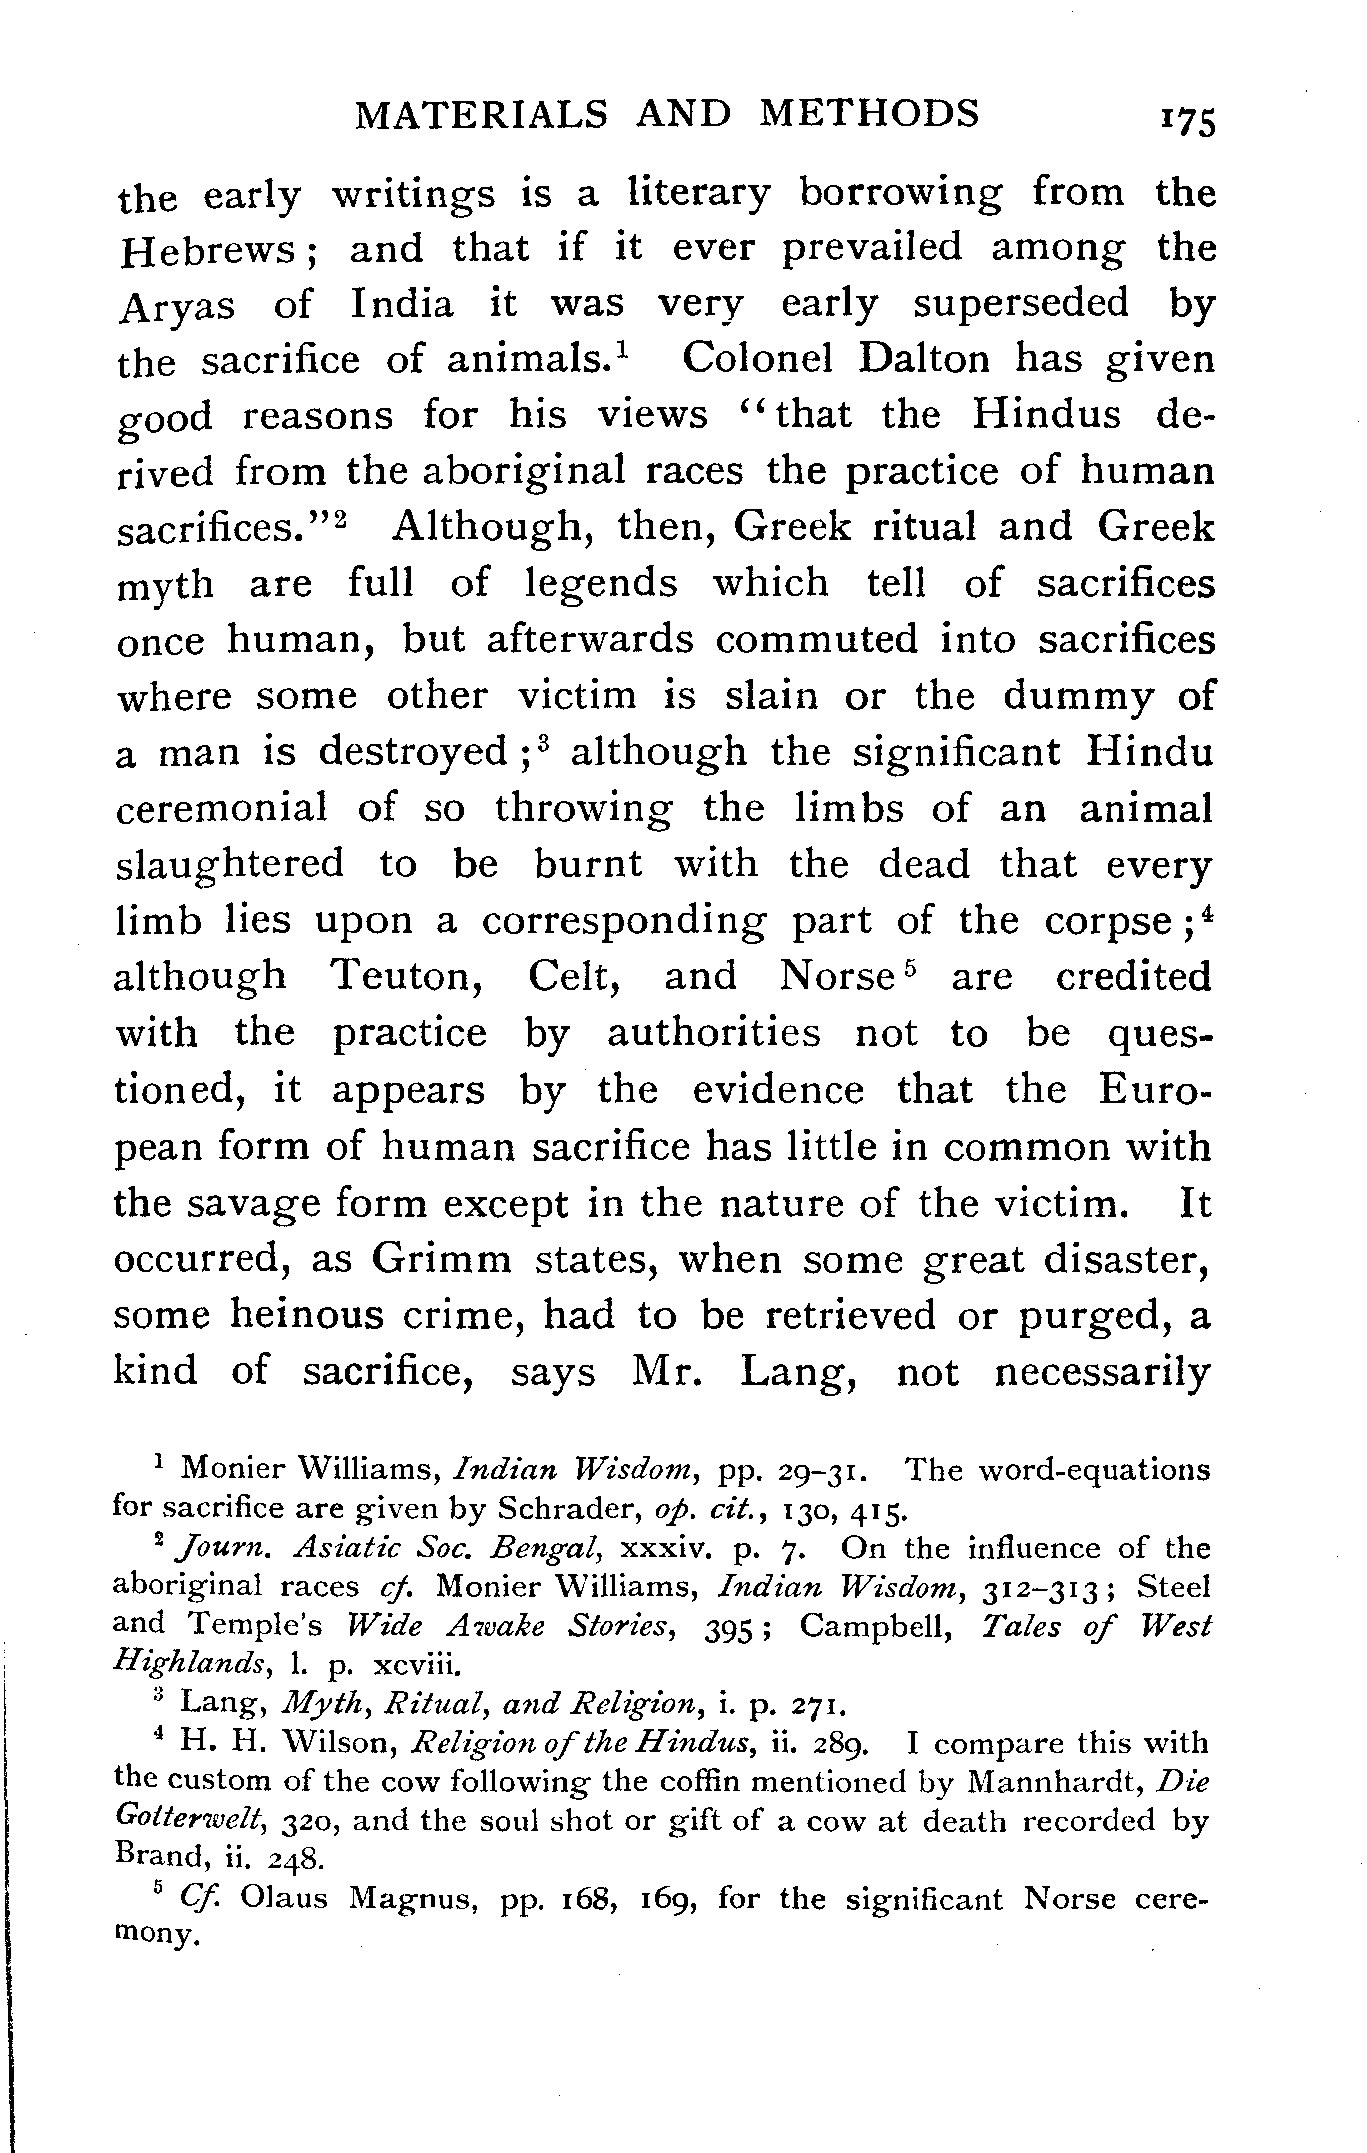 MATERIALS AND METHODS 175
the early writings is a literary borrowing from the
Hebrews ; and that if it ever prevailed among the
Aryas of India it was very early superseded by
the sacrifice of animals.¹ Colonel Dalton has given
good reasons for his views “that the Hindus de-
rived from the aboriginal races the practice of human
sacrifices.”² Although, then, Greek ritual and Greek
myth are full of legends which tell of sacrifices
once human, but afterwards commuted into sacrifices
where some other victim is slain or the dummy of
a man is destroyed ;³ although the significant Hindu
ceremonial of so throwing the limbs of an animal
slaughtered to be burnt with the dead that every
limb lies upon a corresponding part of the corpse ;⁴
although Teuton, Celt, and Norse⁵ are credited
with the practice by authorities not to be ques-
tioned, it appears by the evidence that the Euro-
pean form of human sacrifice has little in common with
the savage form except in the nature of the victim. It
occurred, as Grimm states, when some great disaster,
some heinous crime, had to be retrieved or purged, a
kind of sacrifice, says Mr. Lang, not necessarily
¹ Monier Williams, Indian Wisdom, pp. 29–31. The word-equations
for sacrifice are given by Schrader, op. cit., 130, 415.
² Journ. Asiatic Soc. Bengal, xxxiv. p. 7. On the influence of the
aboriginal races cf. Monier Williams, Indian Wisdom, 312–313 ; Steel
and Temple's Wide Awake Stories, 395 ; Campbell, Tales of West
Highlands, l. p. xcviii.
³ Lang, Myth, Ritual, and Religion, i. p. 271.
⁴ H. H. Wilson, Religion of the Hindus, ii. 289. I compare this with
the custom of the cow following the coffin mentioned by Mannhardt, Die
Gotterwelt, 320, and the soul shot or gift of a cow at death recorded by
Brand, ii. 248.
⁵ Cf. Olaus Magnus, pp. 168, 169, for the significant Norse cere-
mony.